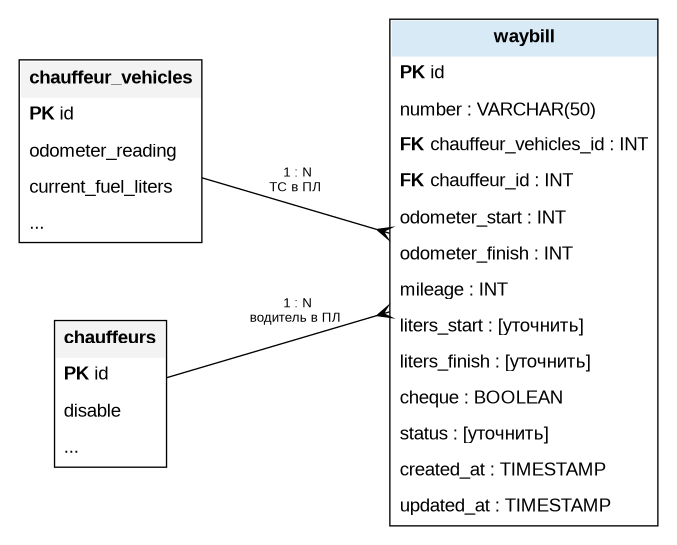 chauffeur_vehicles
PK id
odometer_reading
current_fuel_liters
...
1 : N
ТС в ПЛ
chauffeurs
PK id
disable
...
1 : N
водитель в ПЛ
waybill
PK id
number : VARCHAR(50)
FK chauffeur_vehicles_id : INT
FK chauffeur_id : INT
odometer_start : INT
odometer_finish : INT
mileage : INT
liters_start : [уточнить]
liters_finish : [уточнить]
cheque : BOOLEAN
status : [уточнить]
created_at : TIMESTAMP
updated_at : TIMESTAMP